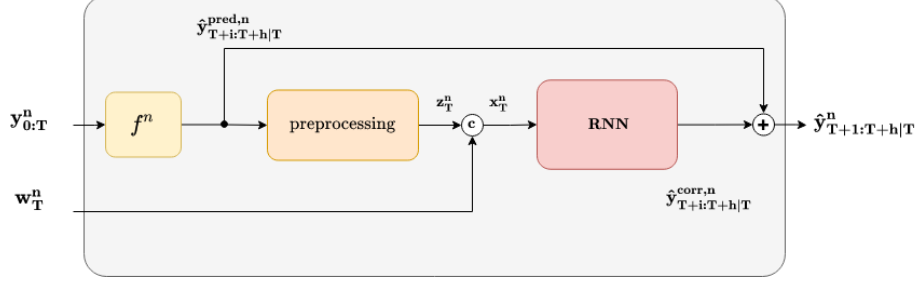 ŷ^{pred,n}_{T+i:T+h|T}
y^n_{0:T}
f^n
preprocessing
z^n_T
c
x^n_T
RNN
+
ŷ^n_{T+1:T+h|T}
w^n_T
ŷ^{corr,n}_{T+i:T+h|T}